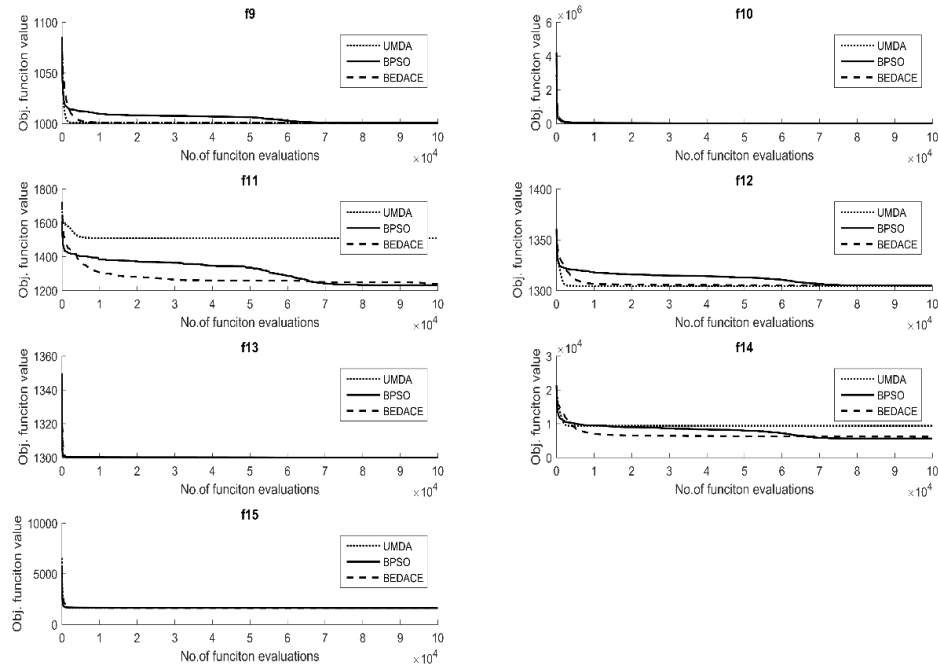 f9
Obj. funciton value
1100
1050
1000
UMDA
BPSO
BEDACE
0 1 2 3 4 5 6 7 8 9 10
No.of funciton evaluations
×10^4
f10
Obj. funciton value
×10^6
6
4
2
0
UMDA
BPSO
BEDACE
0 1 2 3 4 5 6 7 8 9 10
No.of funciton evaluations
×10^4
f11
Obj. funciton value
1800
1600
1400
1200
UMDA
BPSO
BEDACE
0 1 2 3 4 5 6 7 8 9 10
No.of funciton evaluations
×10^4
f12
Obj. funciton value
1400
1350
1300
UMDA
BPSO
BEDACE
0 1 2 3 4 5 6 7 8 9 10
No.of funciton evaluations
×10^4
f13
Obj. funciton value
1360
1340
1320
1300
UMDA
BPSO
BEDACE
0 1 2 3 4 5 6 7 8 9 10
No.of funciton evaluations
×10^4
f14
Obj. funciton value
×10^4
3
2
1
0
UMDA
BPSO
BEDACE
0 1 2 3 4 5 6 7 8 9 10
No.of funciton evaluations
×10^4
f15
Obj. funciton value
10000
5000
0
UMDA
BPSO
BEDACE
0 1 2 3 4 5 6 7 8 9 10
No.of funciton evaluations
×10^4